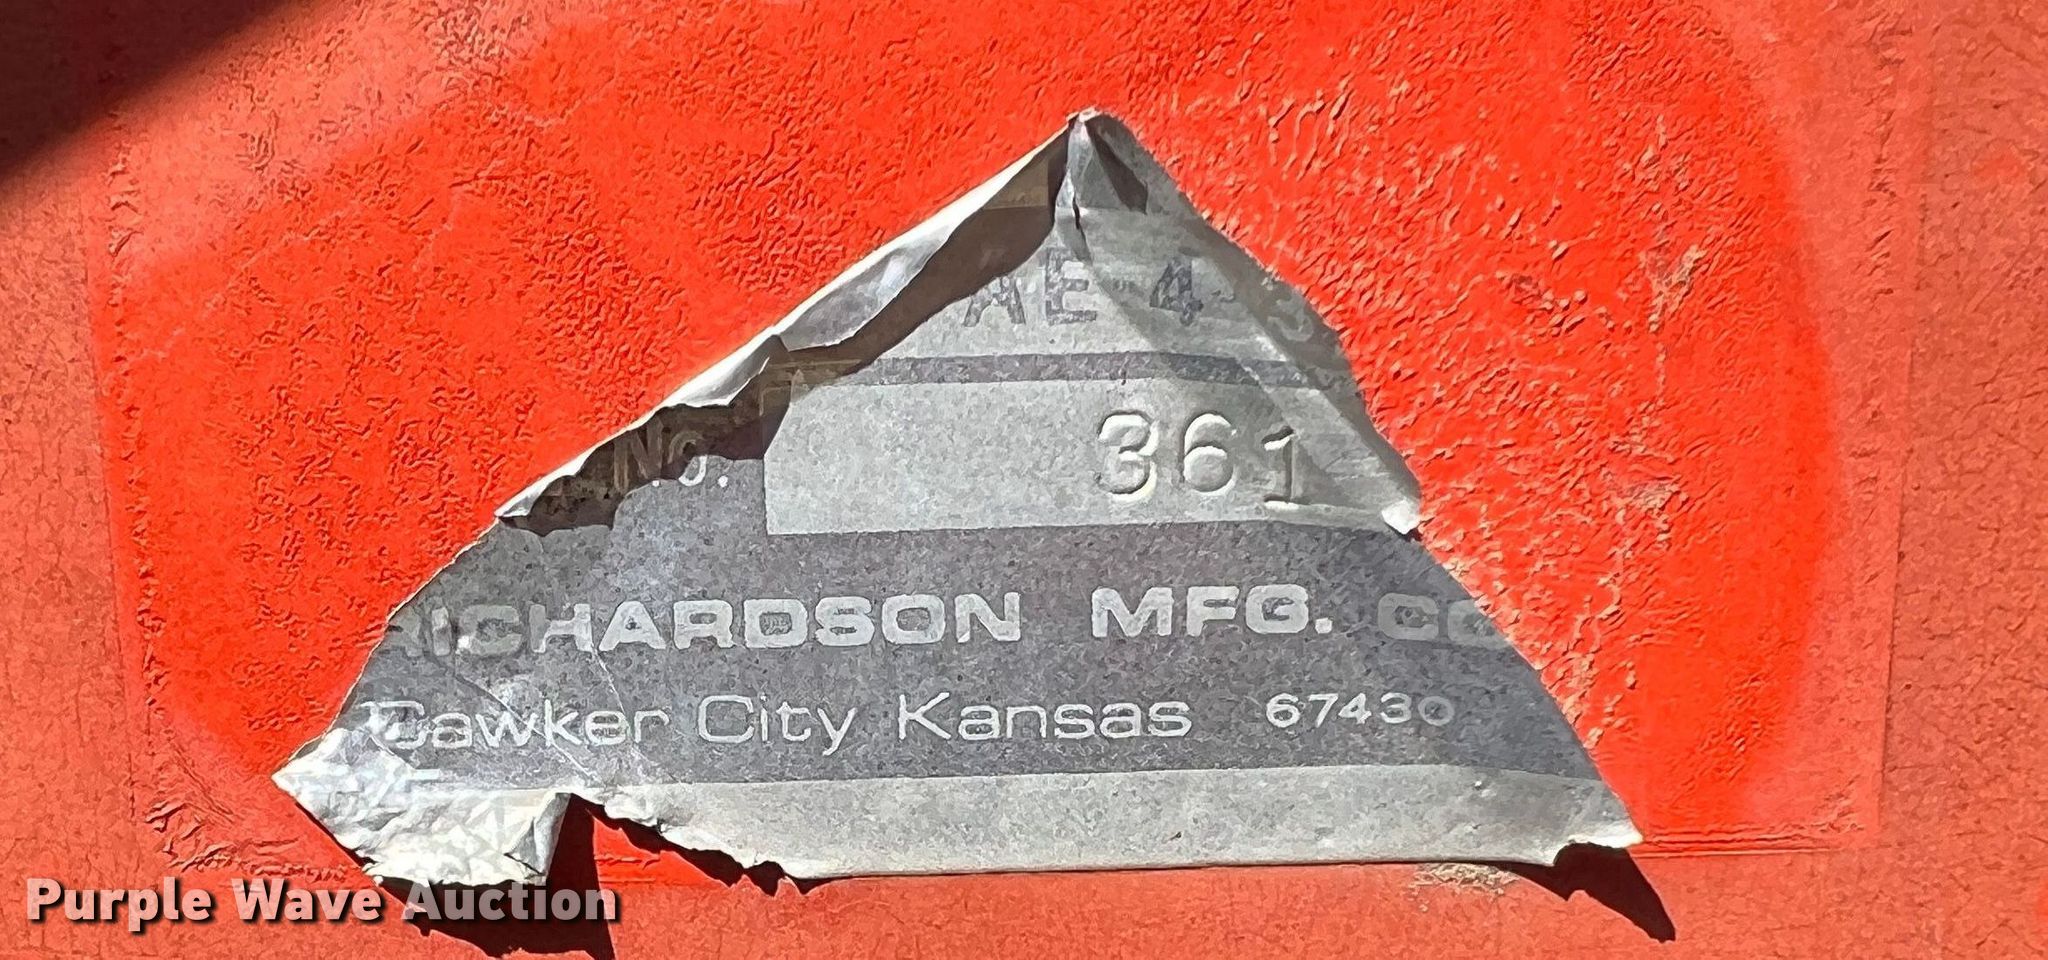 AE 4
No. 361
RICHARDSON MFG. CO
Cawker City Kansas 67430
Purple Wave Auction